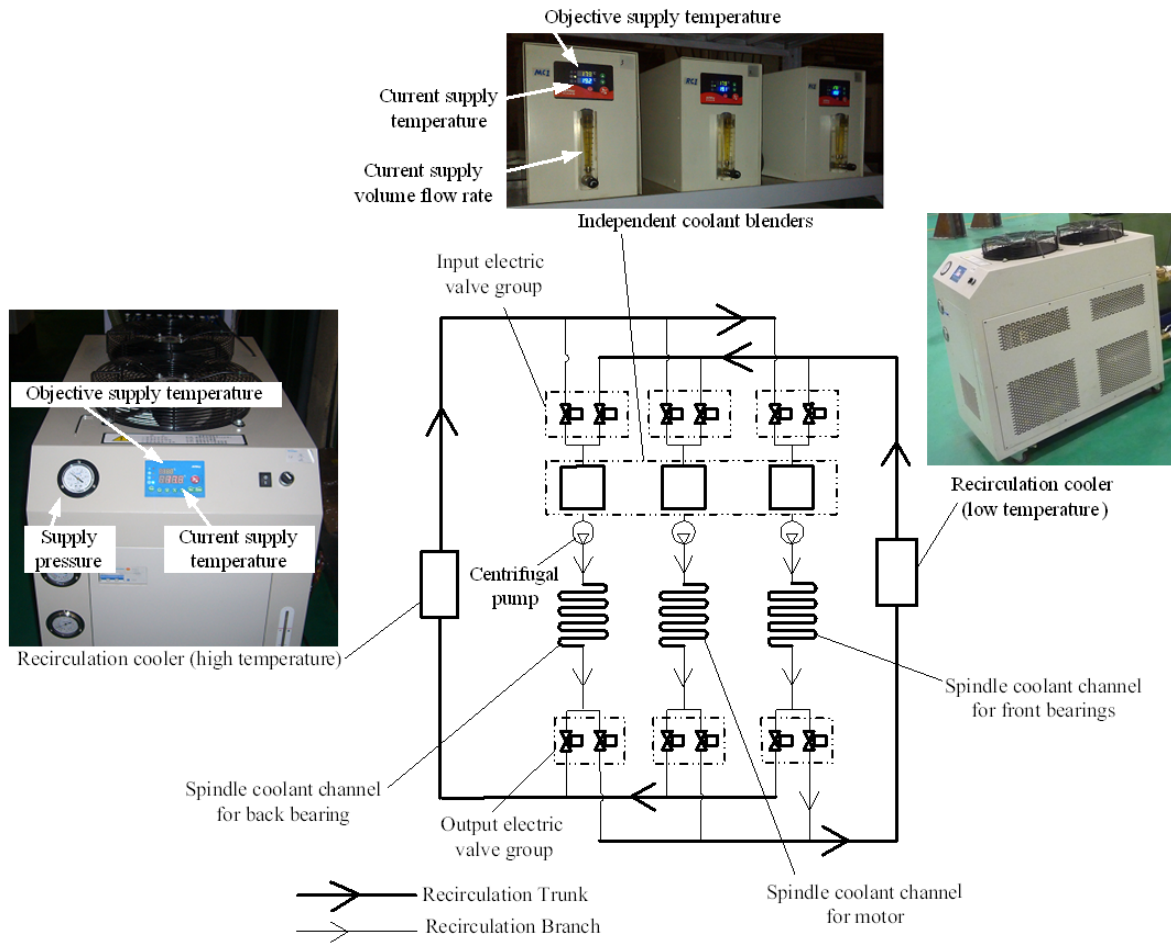 Objective supply temperature
Current supply
temperature
Current supply
volume flow rate
Independent coolant blenders
Input electric
valve group
Objective supply temperature
Supply
pressure
Current supply
temperature
Recirculation cooler (high temperature)
Recirculation cooler
(low temperature)
Centrifugal
pump
Spindle coolant channel
for front bearings
Spindle coolant channel
for back bearing
Output electric
valve group
Spindle coolant channel
for motor
Recirculation Trunk
Recirculation Branch